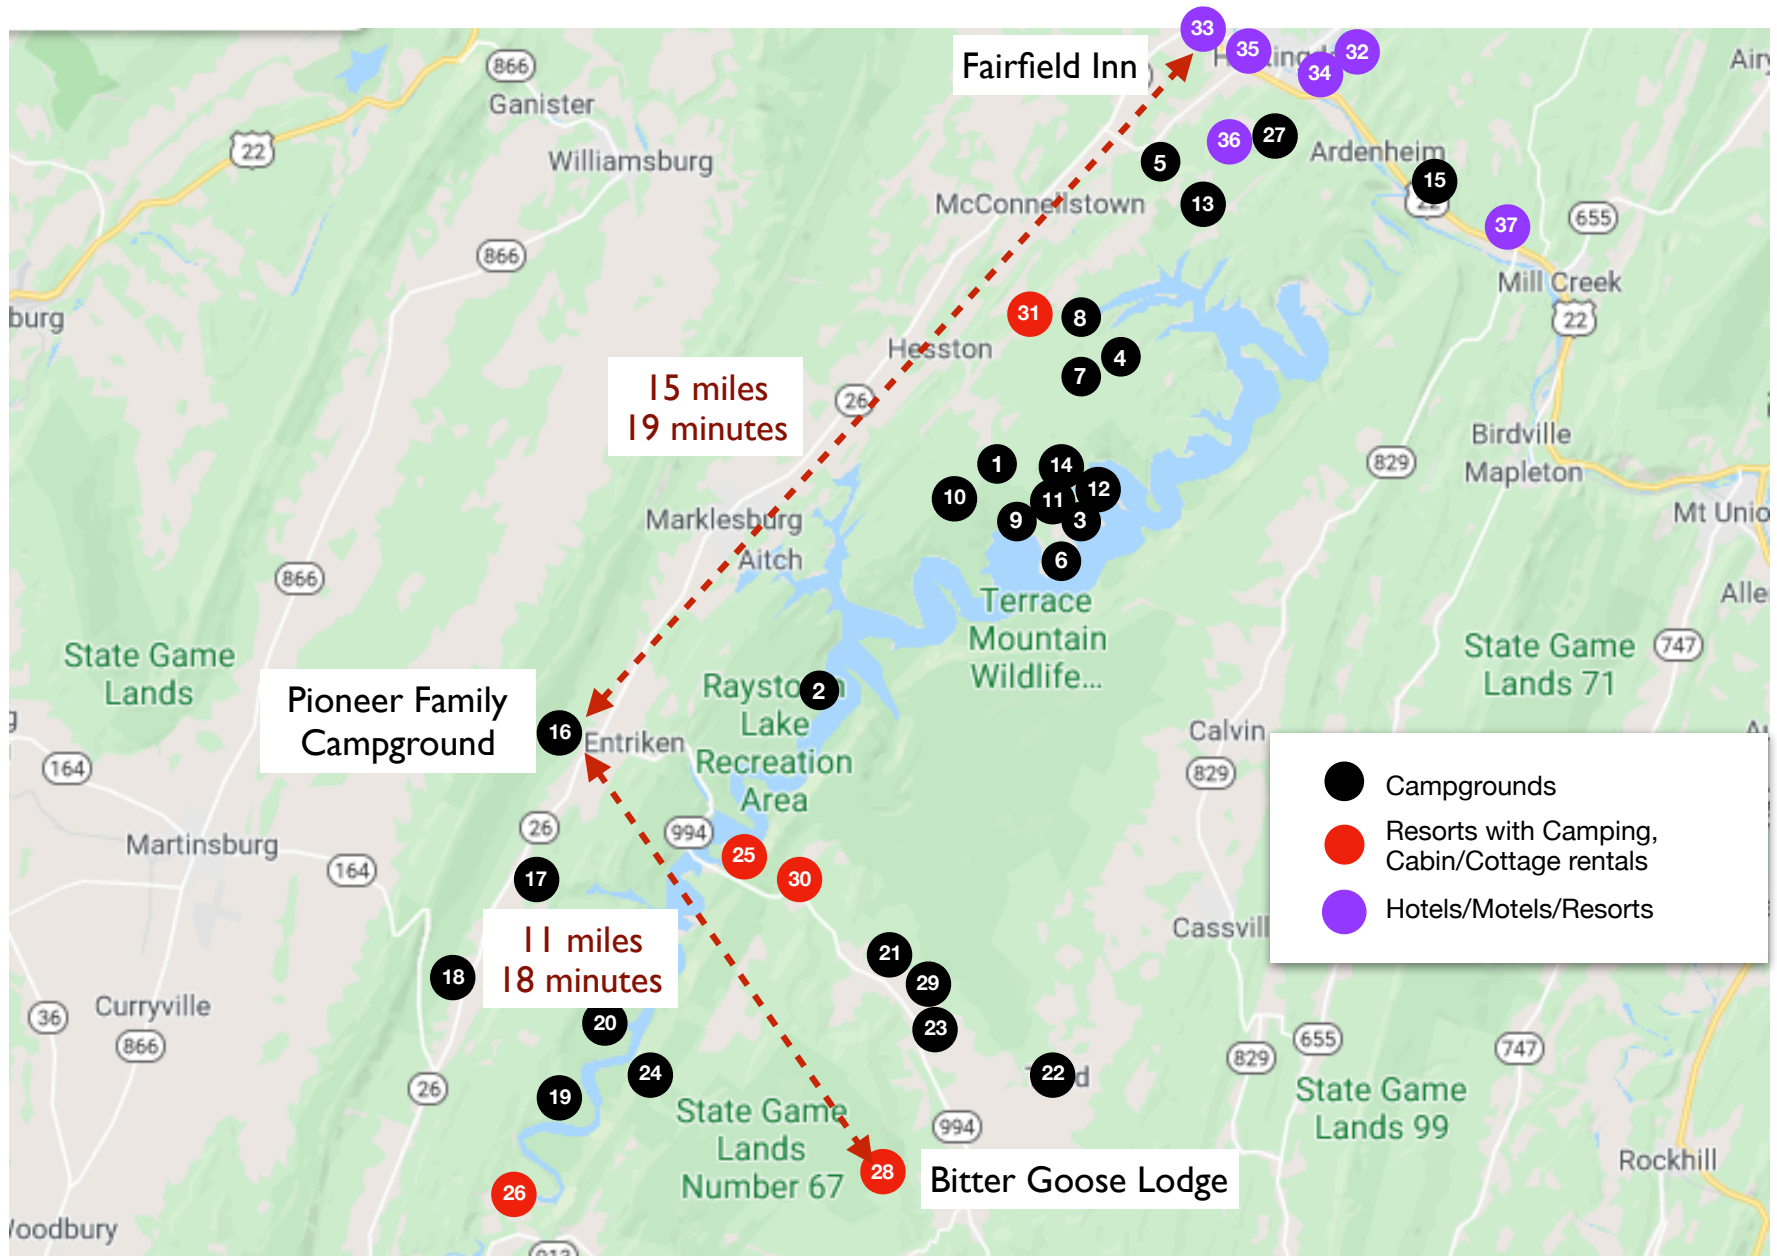 33
Fairfield Inn
35
32
34
866
Ganister
22
Williamsburg
36
27
Ardenheim
5
15
22
McConnellstown
13
655
37
866
Mill Creek
burg
31
8
22
Hesston
4
7
15 miles
19 minutes
26
Birdville
Mapleton
829
1
14
12
10
11
9
3
Marklesburg
Mt Unio
Aitch
6
866
Terrace
Mountain
Wildlife...
Alle
State Game
Lands
State Game
Lands 71
747
Pioneer Family
Campground
2
Lake
Recreation
Area
16
Entriken
Calvin
164
829
Campgrounds
Resorts with Camping,
Cabin/Cottage rentals
Hotels/Motels/Resorts
26
994
Martinsburg
25
164
17
30
11 miles
18 minutes
Cassvill
21
18
29
Curryville
36
866
20
23
655
829
747
24
22
26
19
State Game
Lands
Number 67
State Game
Lands 99
994
28
Bitter Goose Lodge
Rockhill
26
oodbury